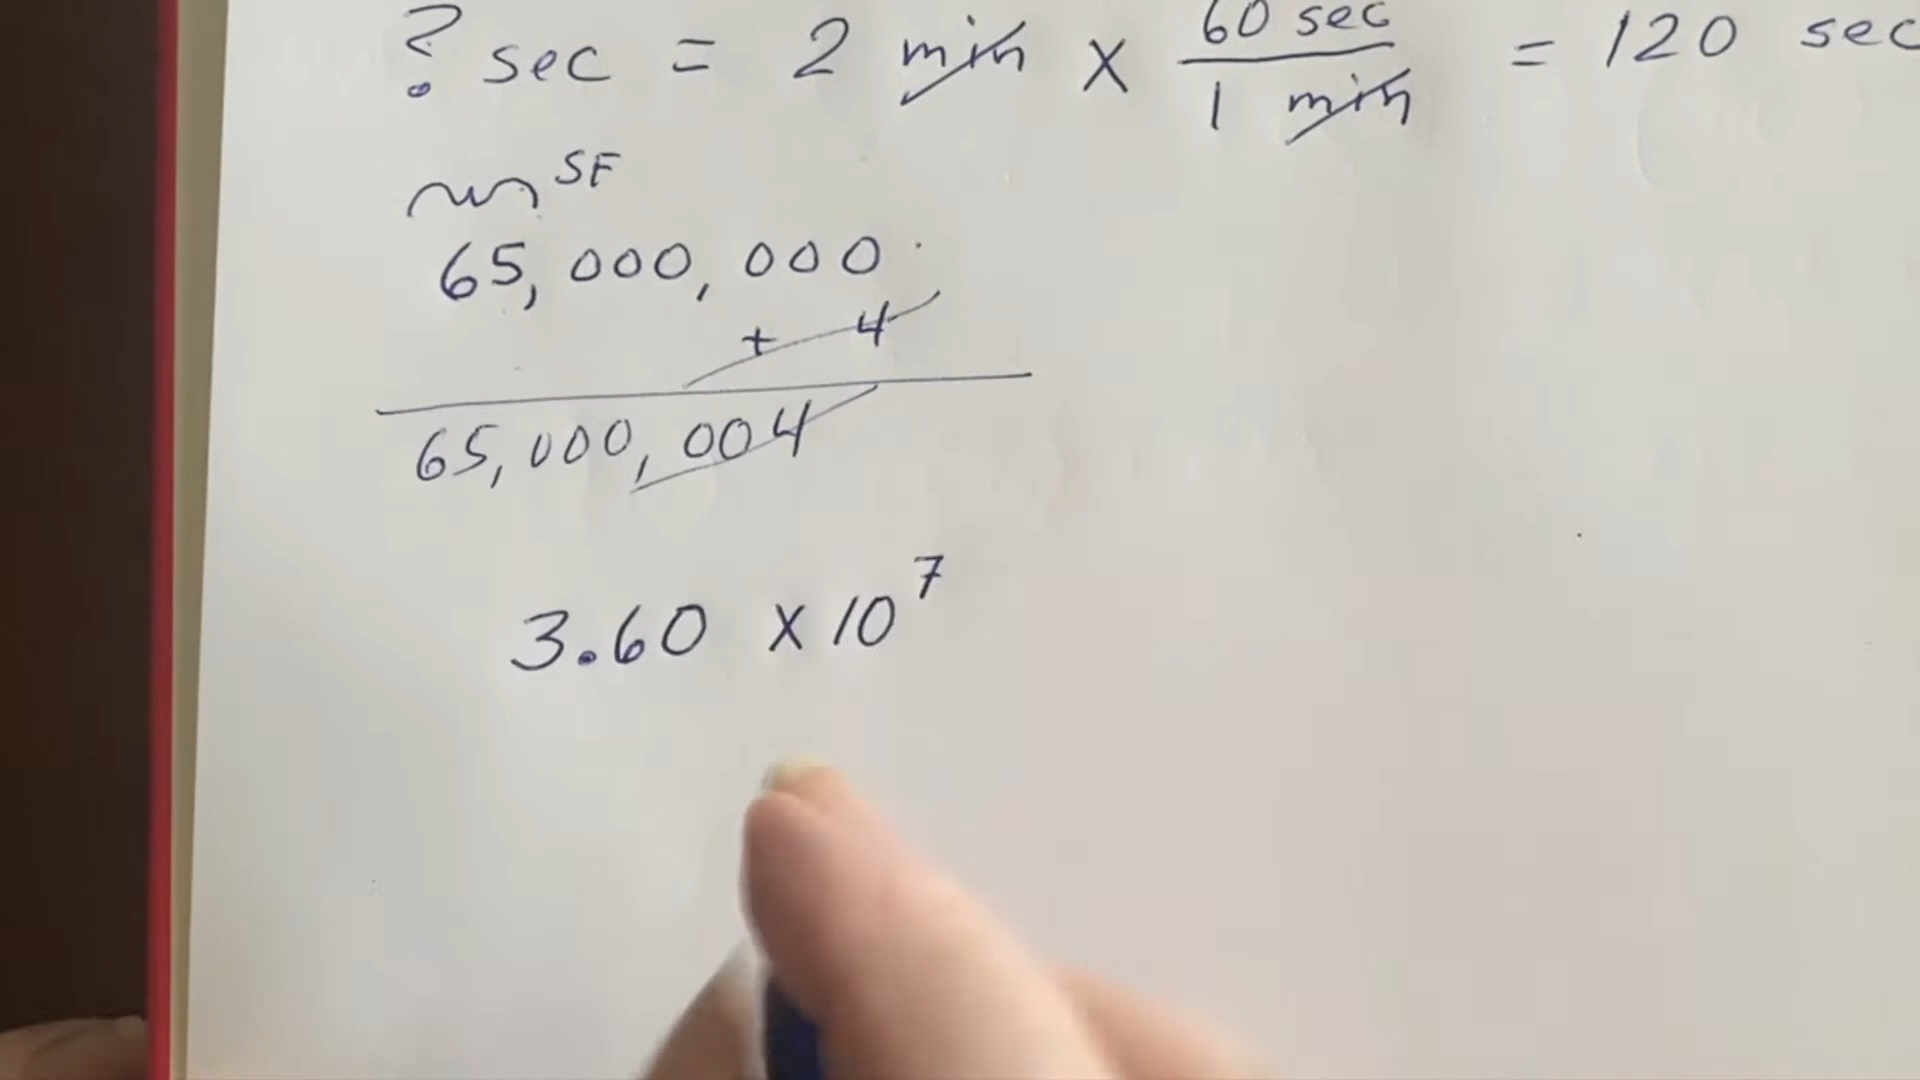 ? sec = 2 min x 60 sec / 1 min = 120 sec
SF
65,000,000.
+ 4
65,000,004
3.60 x 10^7